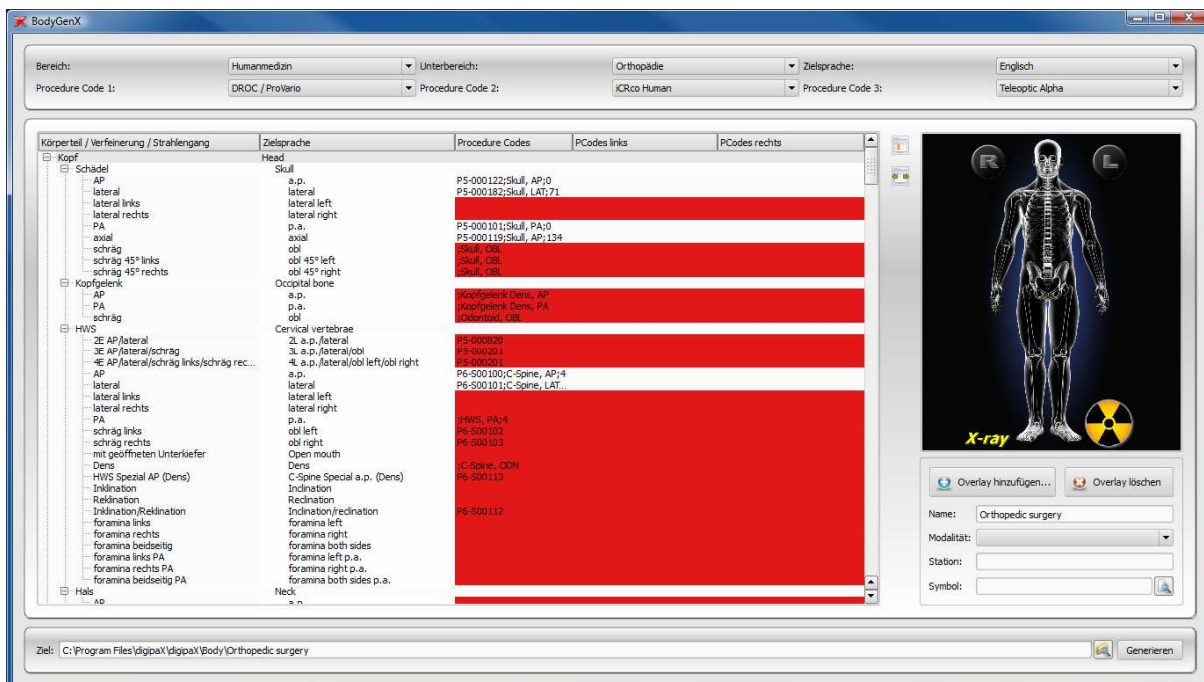 BodyGenX
Bereich: Humanmedizin Unterbereich: Orthopädie Zielsprache: Englisch
Procedure Code 1: DROC / ProVario Procedure Code 2: iCRco Human Procedure Code 3: Teleoptic Alpha
Körperteil / Verfeinerung / Strahlengang Zielsprache Procedure Codes PCodes links PCodes rechts
Kopf Head
Schädel Skull
AP a.p. P5-000122;Skull, AP;0
lateral lateral P5-000182;Skull, LAT;71
lateral links lateral left
lateral rechts lateral right
PA p.a. P5-000101;Skull, PA;0
axial axial P5-000119;Skull, AP;134
schräg obl ;Skull, OBL
schräg 45° links obl 45° left ;Skull, OBL
schräg 45° rechts obl 45° right ;Skull, OBL
Kopfgelenk Occipital bone
AP a.p. ;Kopfgelenk Dens, AP
PA p.a. ;Kopfgelenk Dens, PA
schräg obl ;Odontoid, OBL
HWS Cervical vertebrae
2E AP/lateral 2L a.p./lateral P5-000820
3E AP/lateral/schräg 3L a.p./lateral/obl P5-000201
4E AP/lateral/schräg links/schräg rec... 4L a.p./lateral/obl left/obl right P5-000201
AP a.p. P6-S00100;C-Spine, AP;4
lateral lateral P6-S00101;C-Spine, LAT...
lateral links lateral left
lateral rechts lateral right
PA p.a. ;HWS, PA;4
schräg links obl left P6-S00102
schräg rechts obl right P6-S00103
mit geöffneten Unterkiefer Open mouth
Dens Dens ;C-Spine, ODN
HWS Spezial AP (Dens) C-Spine Special a.p. (Dens) P6-S00113
Inklination Inclination
Reklination Reclination
Inklination/Reklination Inclination/reclination P6-S00112
foramina links foramina left
foramina rechts foramina right
foramina beidseitig foramina both sides
foramina links PA foramina left p.a.
foramina rechts PA foramina right p.a.
foramina beidseitig PA foramina both sides p.a.
Hals Neck
AP a.p.
R L
X-ray
Overlay hinzufügen... Overlay löschen
Name: Orthopedic surgery
Modalität:
Station:
Symbol:
Ziel: C:\Program Files\digipaX\digipaX\Body\Orthopedic surgery Generieren